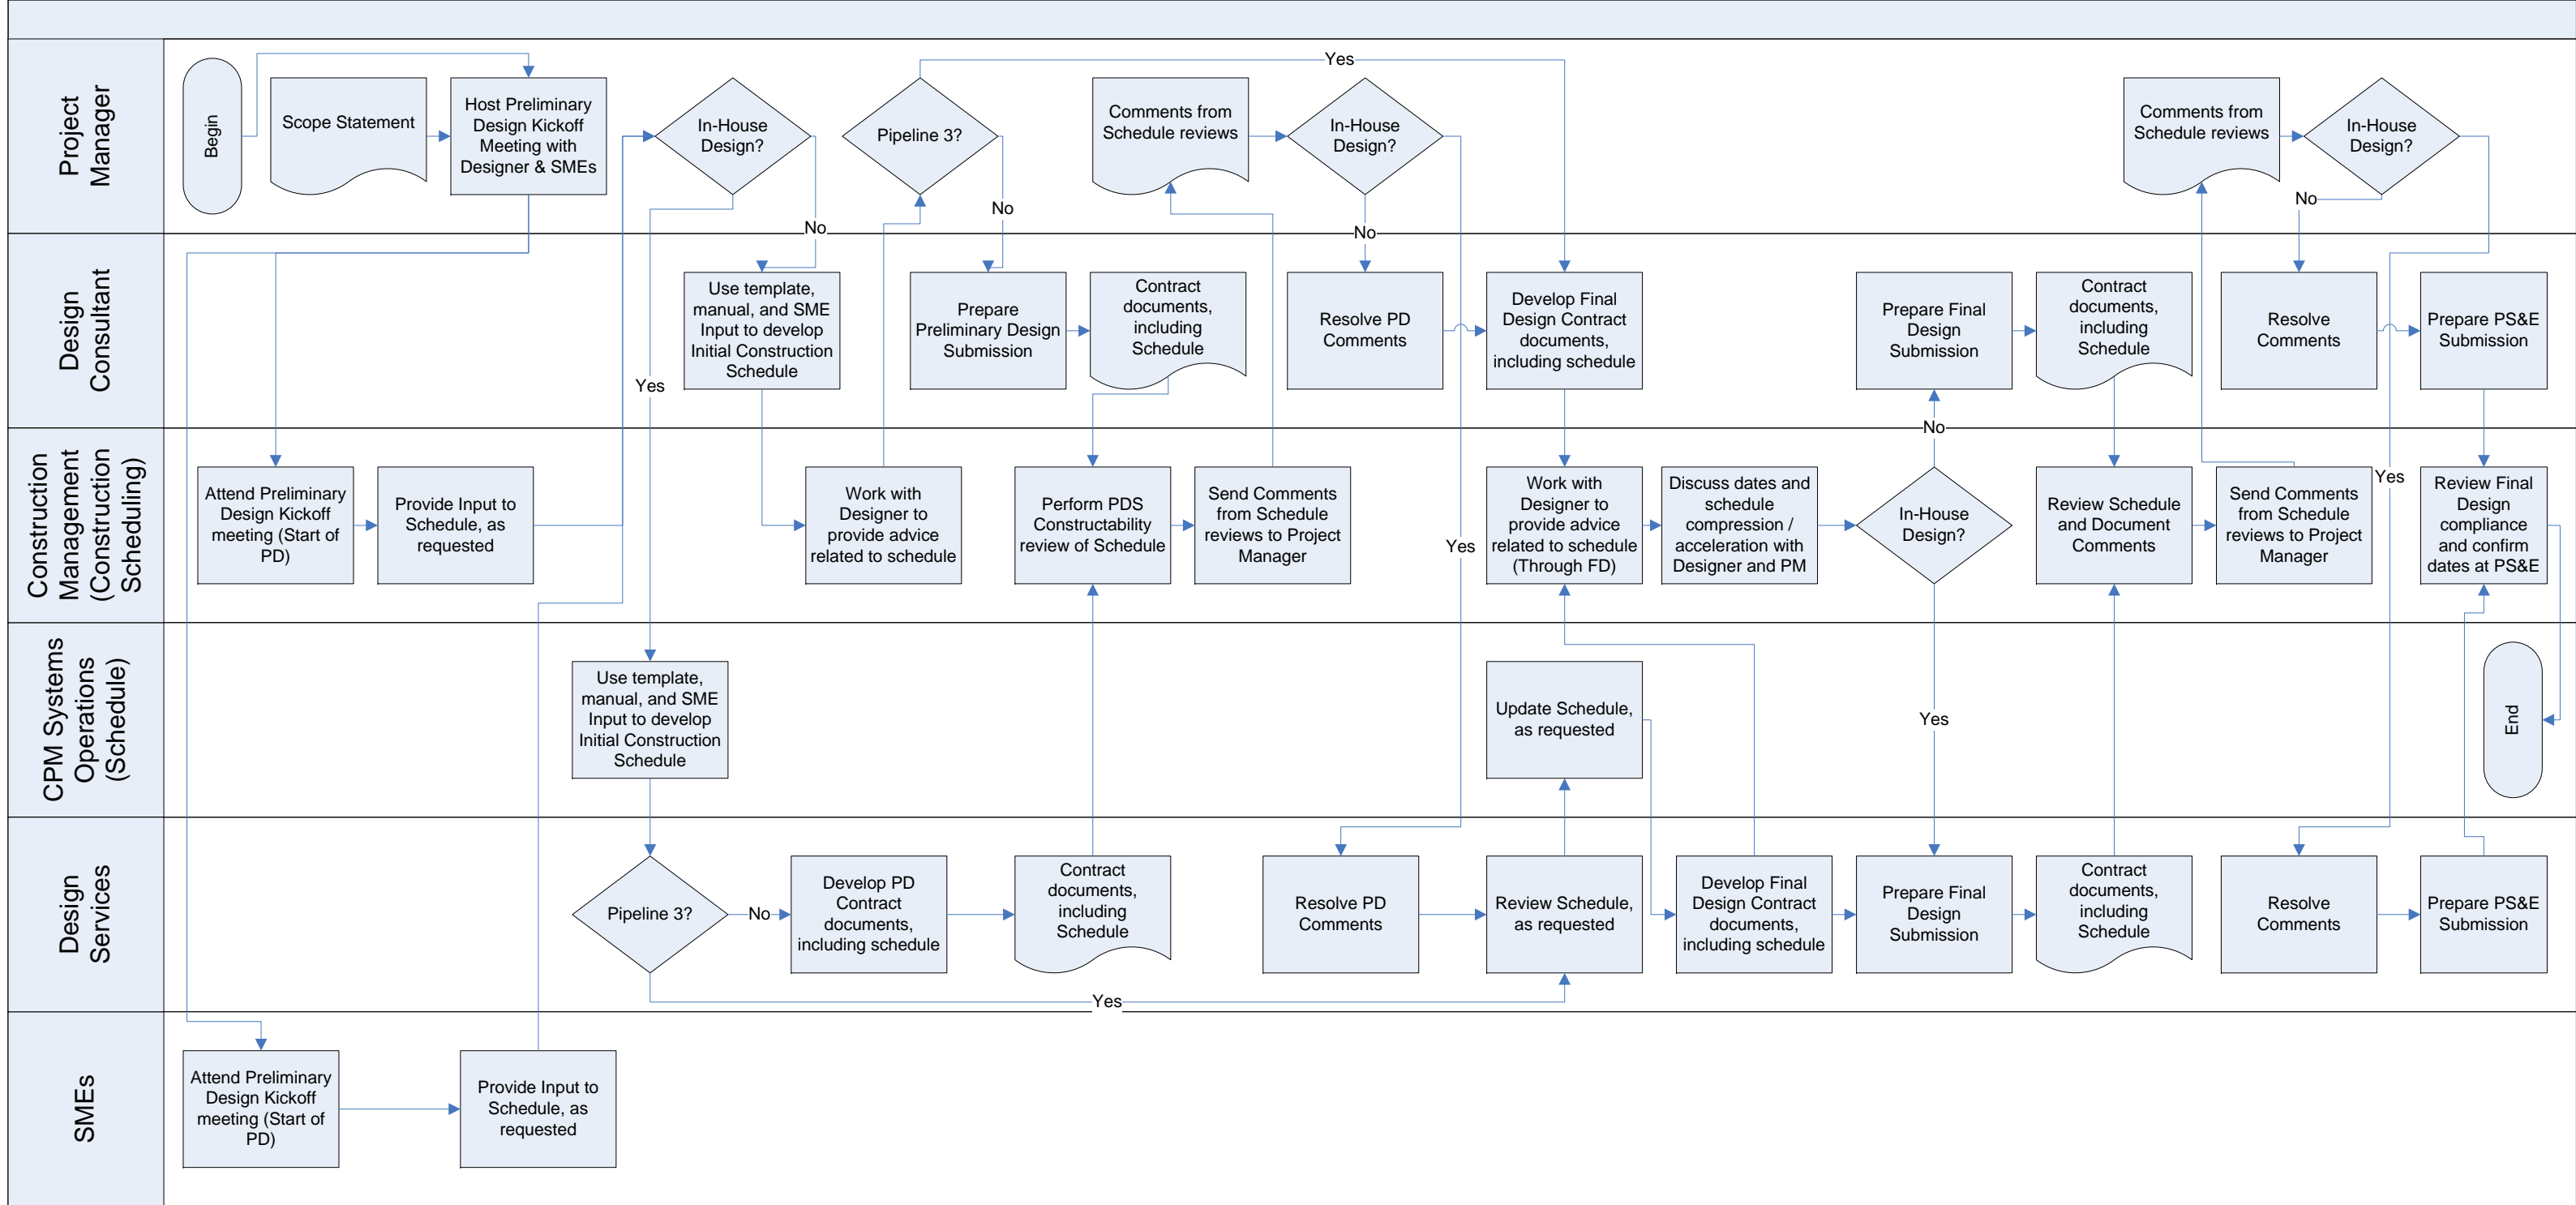 Project
Manager
Begin
Scope Statement
Host Preliminary
Design Kickoff
Meeting with
Designer & SMEs
In-House
Design?
No
Yes
Pipeline 3?
No
Yes
Comments from
Schedule reviews
In-House
Design?
No
Yes
Comments from
Schedule reviews
In-House
Design?
No
Yes
Design
Consultant
Use template,
manual, and SME
Input to develop
Initial Construction
Schedule
Prepare
Preliminary Design
Submission
Contract
documents,
including
Schedule
Resolve PD
Comments
Develop Final
Design Contract
documents,
including schedule
Prepare Final
Design
Submission
Contract
documents,
including
Schedule
Resolve
Comments
Prepare PS&E
Submission
Construction
Management
(Construction
Scheduling)
Attend Preliminary
Design Kickoff
meeting (Start of
PD)
Provide Input to
Schedule, as
requested
Work with
Designer to
provide advice
related to schedule
Perform PDS
Constructability
review of Schedule
Send Comments
from Schedule
reviews to Project
Manager
Work with
Designer to
provide advice
related to schedule
(Through FD)
Discuss dates and
schedule
compression /
acceleration with
Designer and PM
In-House
Design?
No
Yes
Review Schedule
and Document
Comments
Send Comments
from Schedule
reviews to Project
Manager
Review Final
Design
compliance
and confirm
dates at PS&E
CPM Systems
Operations
(Schedule)
Use template,
manual, and SME
Input to develop
Initial Construction
Schedule
Update Schedule,
as requested
End
Design
Services
Pipeline 3?
No
Yes
Develop PD
Contract
documents,
including schedule
Contract
documents,
including
Schedule
Resolve PD
Comments
Review Schedule,
as requested
Develop Final
Design Contract
documents,
including schedule
Prepare Final
Design
Submission
Contract
documents,
including
Schedule
Resolve
Comments
Prepare PS&E
Submission
SMEs
Attend Preliminary
Design Kickoff
meeting (Start of
PD)
Provide Input to
Schedule, as
requested